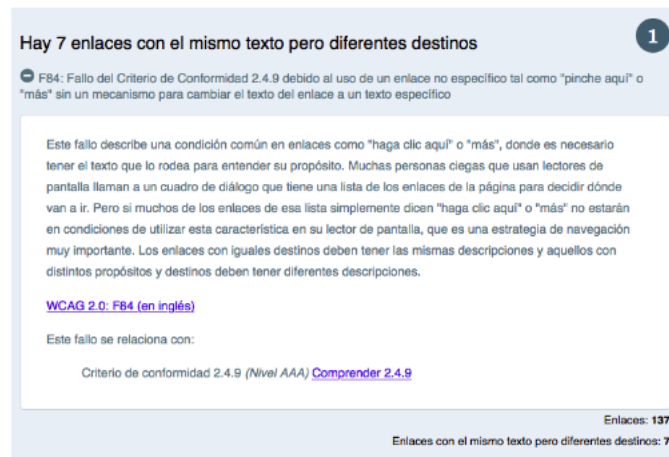 Hay 7 enlaces con el mismo texto pero diferentes destinos
1
F84: Fallo del Criterio de Conformidad 2.4.9 debido al uso de un enlace no específico tal como "pinche aquí" o
"más" sin un mecanismo para cambiar el texto del enlace a un texto específico
Este fallo describe una condición común en enlaces como "haga clic aquí" o "más", donde es necesario
tener el texto que lo rodea para entender su propósito. Muchas personas ciegas que usan lectores de
pantalla llaman a un cuadro de diálogo que tiene una lista de los enlaces de la página para decidir dónde
van a ir. Pero si muchos de los enlaces de esa lista simplemente dicen "haga clic aquí" o "más" no estarán
en condiciones de utilizar esta característica en su lector de pantalla, que es una estrategia de navegación
muy importante. Los enlaces con iguales destinos deben tener las mismas descripciones y aquellos con
distintos propósitos y destinos deben tener diferentes descripciones.
WCAG 2.0: F84 (en inglés)
Este fallo se relaciona con:
Criterio de conformidad 2.4.9 (Nivel AAA) Comprender 2.4.9
Enlaces: 137
Enlaces con el mismo texto pero diferentes destinos: 7